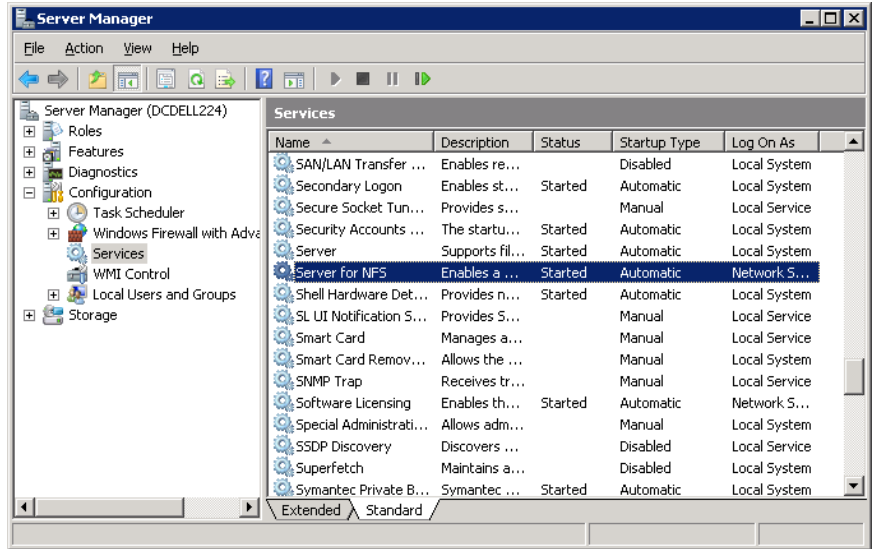 Server Manager
File Action View Help
Server Manager (DCDELL224)
Roles
Features
Diagnostics
Configuration
Task Scheduler
Windows Firewall with Adva
Services
WMI Control
Local Users and Groups
Storage
Services
Name Description Status Startup Type Log On As
SAN/LAN Transfer ... Enables re... Disabled Local System
Secondary Logon Enables st... Started Automatic Local System
Secure Socket Tun... Provides s... Manual Local Service
Security Accounts ... The startu... Started Automatic Local System
Server Supports fil... Started Automatic Local System
Server for NFS Enables a ... Started Automatic Network S...
Shell Hardware Det... Provides n... Started Automatic Local System
SL UI Notification S... Provides S... Manual Local Service
Smart Card Manages a... Manual Local Service
Smart Card Remov... Allows the ... Manual Local System
SNMP Trap Receives tr... Manual Local Service
Software Licensing Enables th... Started Automatic Network S...
Special Administrati... Allows adm... Manual Local System
SSDP Discovery Discovers ... Disabled Local Service
Superfetch Maintains a... Disabled Local System
Symantec Private B... Symantec ... Started Automatic Local System
Extended Standard